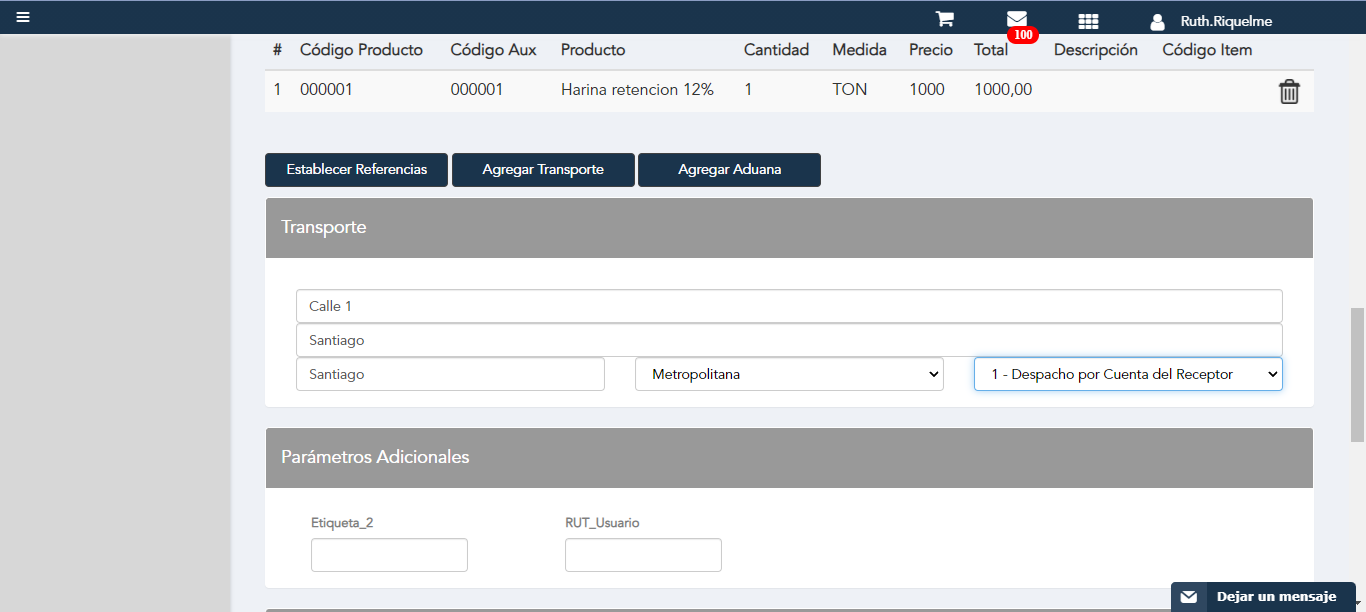 Ruth.Riquelme
100
# Código Producto Código Aux Producto Cantidad Medida Precio Total Descripción Código Item
1 000001 000001 Harina retencion 12% 1 TON 1000 1000,00
Establecer Referencias Agregar Transporte Agregar Aduana
Transporte
Calle 1
Santiago
Santiago Metropolitana 1 - Despacho por Cuenta del Receptor
Parámetros Adicionales
Etiqueta_2 RUT_Usuario
Dejar un mensaje